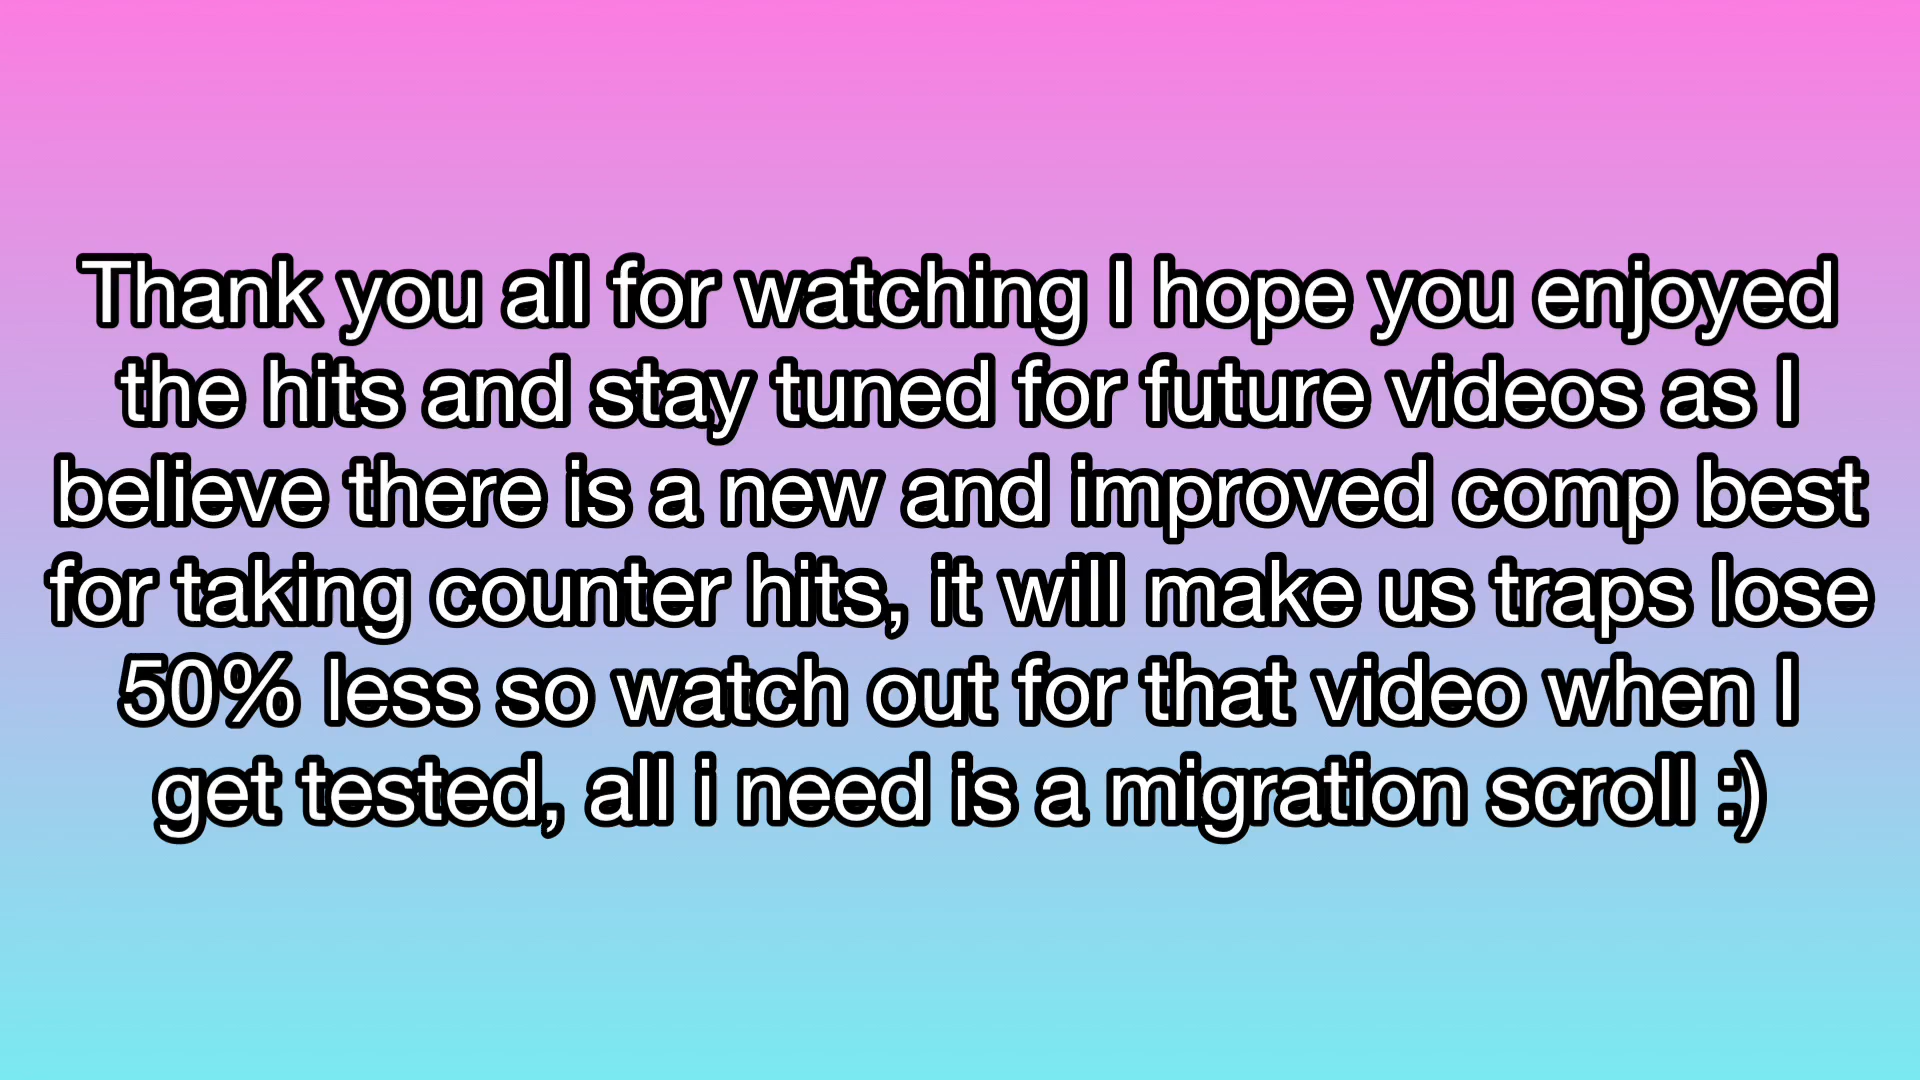 Thank you all for watching I hope you enjoyed
the hits and stay tuned for future videos as I
believe there is a new and improved comp best
for taking counter hits, it will make us traps lose
50% less so watch out for that video when I
get tested, all i need is a migration scroll :)